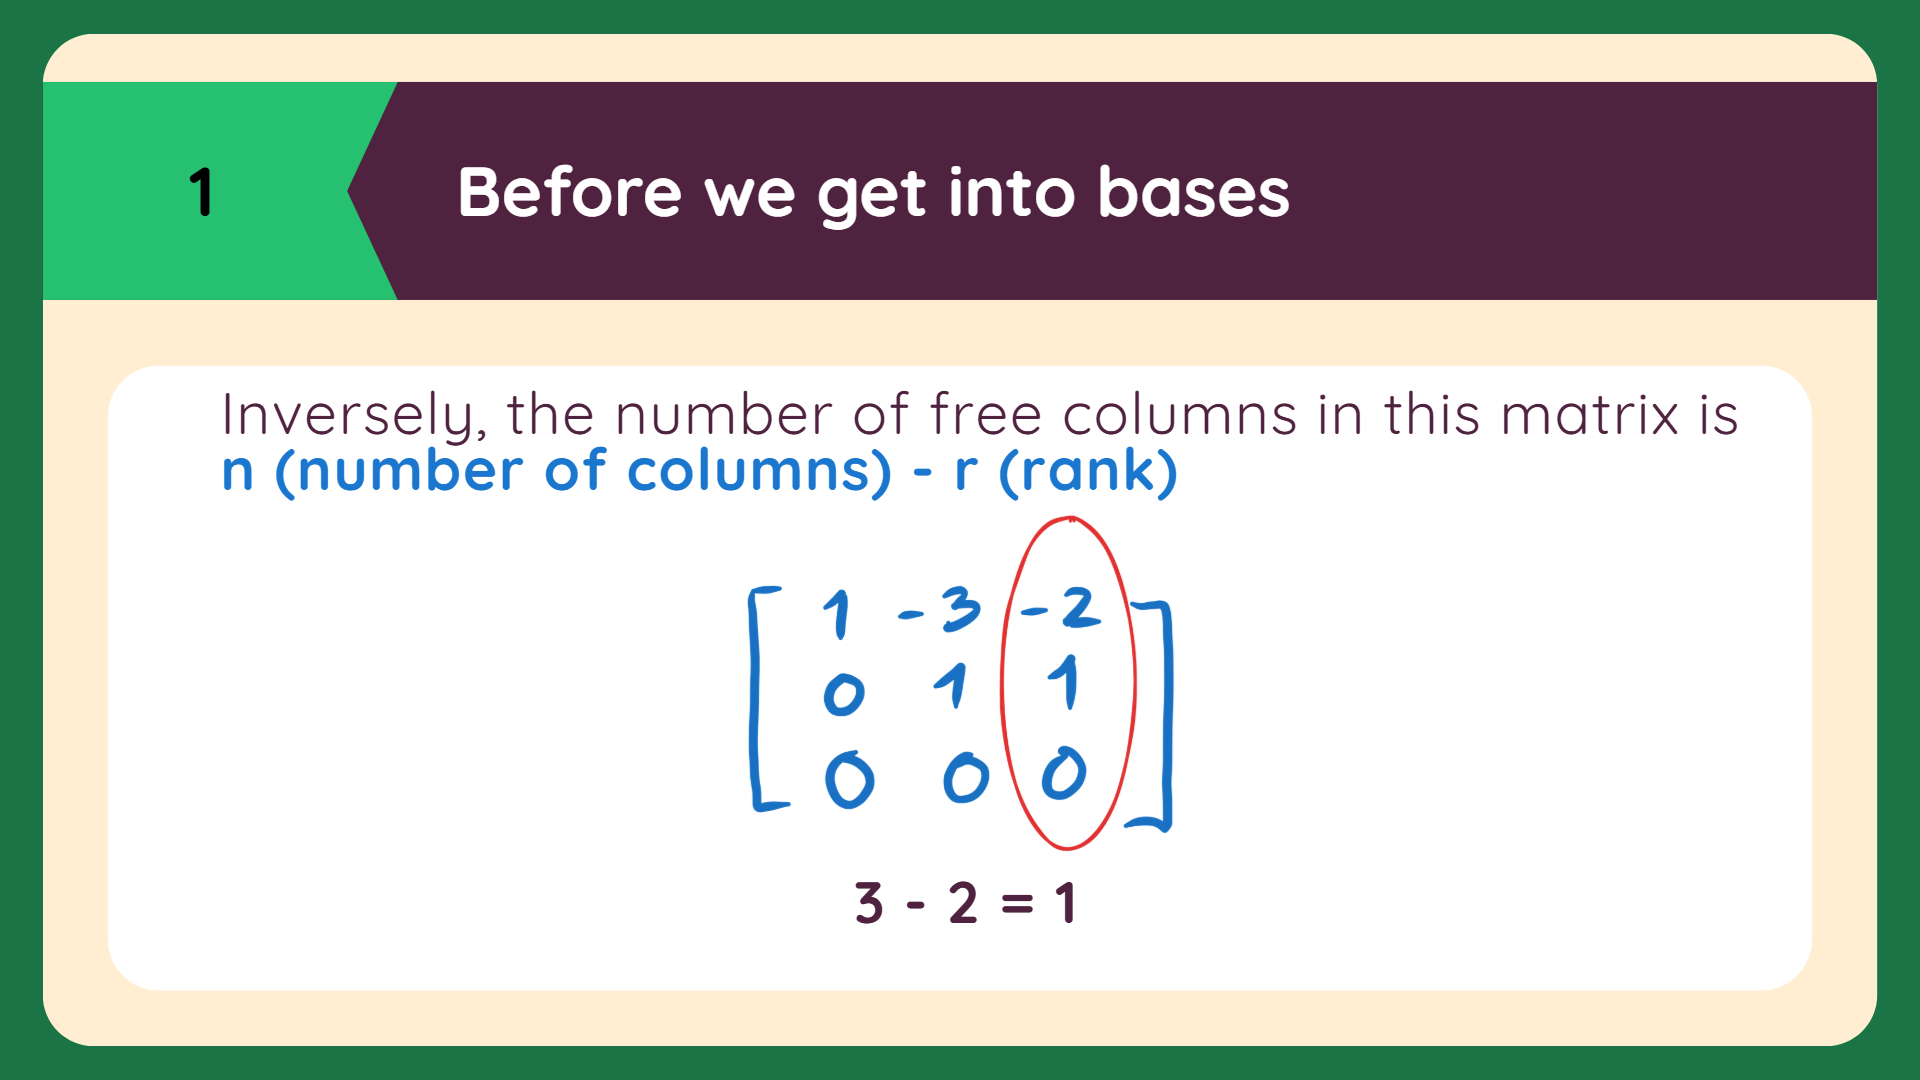 1
Before we get into bases
Inversely, the number of free columns in this matrix is
n (number of columns) - r (rank)
1 -3 -2
0 1 1
0 0 0
3 - 2 = 1